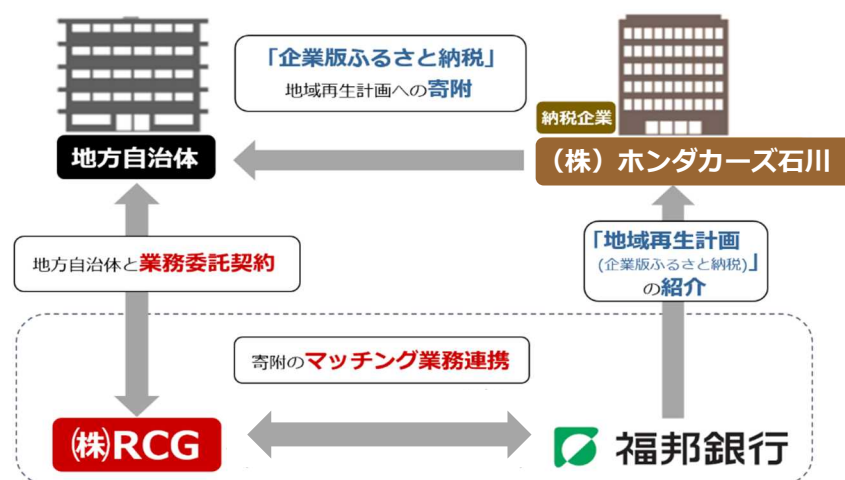 「企業版ふるさと納税」
地域再生計画への寄附
納税企業
地方自治体
（株）ホンダカーズ石川
地方自治体と業務委託契約
「地域再生計画
(企業版ふるさと納税)」
の紹介
寄附のマッチング業務連携
㈱RCG
福邦銀行